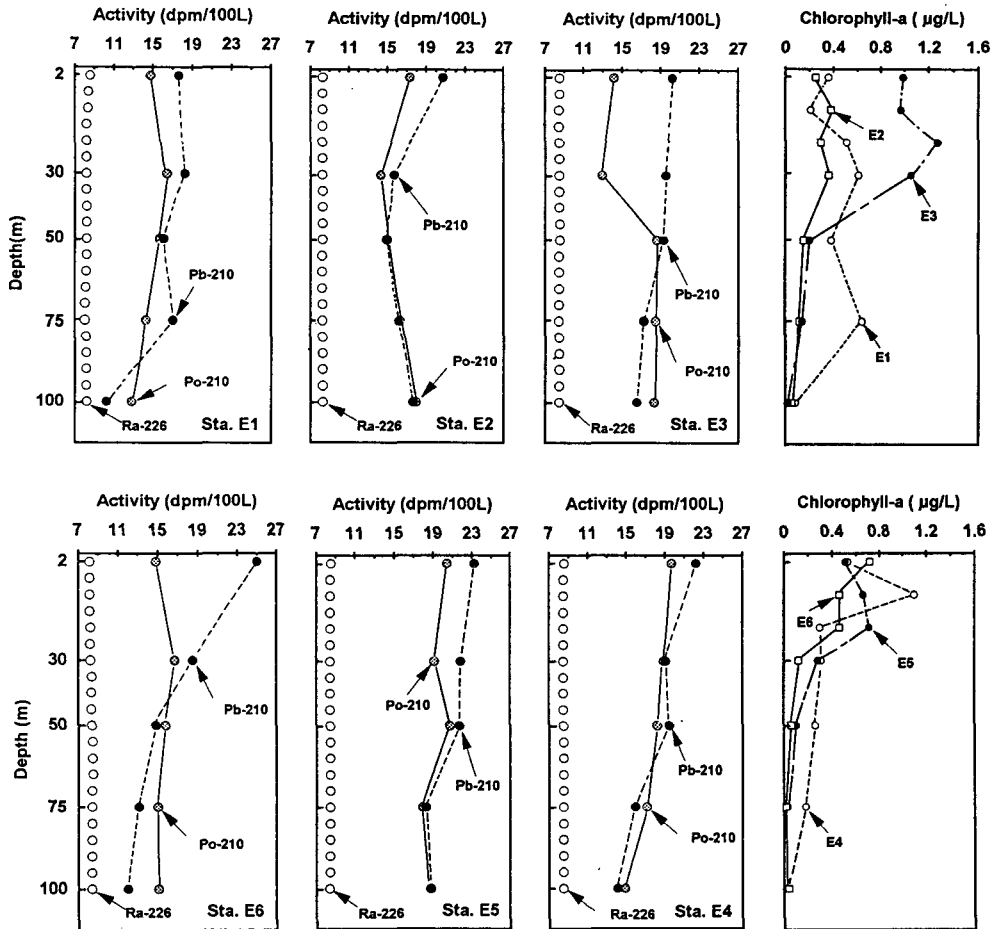 Activity (dpm/100L) Activity (dpm/100L) Activity (dpm/100L) Chlorophyll-a ( µg/L)
7 11 15 19 23 27 7 11 15 19 23 27 7 11 15 19 23 27 0 0.4 0.8 1.2 1.6
2
30
50
75
100
Depth(m)
Pb-210
Po-210
Ra-226
Sta. E1
Pb-210
Ra-226
Sta. E2
Pb-210
Po-210
Ra-226
Sta. E3
E2
E3
E1
Activity (dpm/100L) Activity (dpm/100L) Activity (dpm/100L) Chlorophyll-a ( µg/L)
7 11 15 19 23 27 7 11 15 19 23 27 7 11 15 19 22 27 0 0.4 0.8 1.2 1.6
2
30
50
75
100
Depth (m)
Pb-210
Po-210
Ra-226
Sta. E6
Po-210
Pb-210
Ra-226
Sta. E5
Pb-210
Po-210
Ra-226
Sta. E4
E6
E5
E4